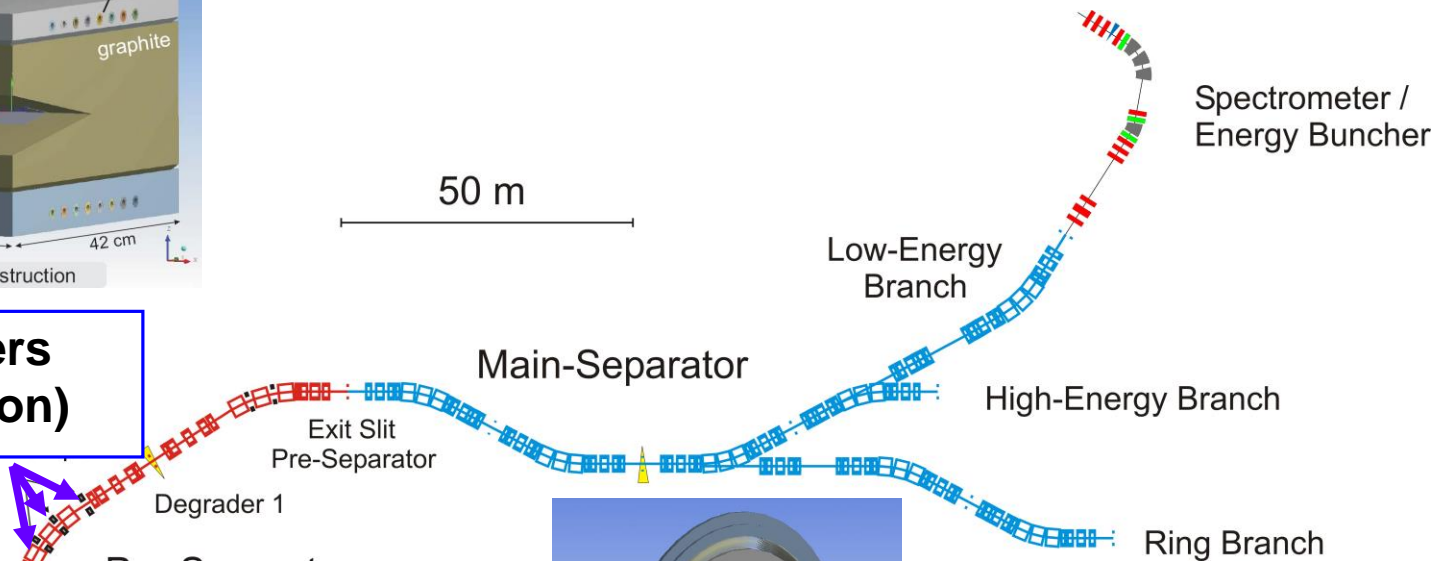 graphite
42 cm
struction
ers
on)
50 m
Spectrometer /
Energy Buncher
Low-Energy
Branch
Main-Separator
High-Energy Branch
Exit Slit
Pre-Separator
Degrader 1
Ring Branch